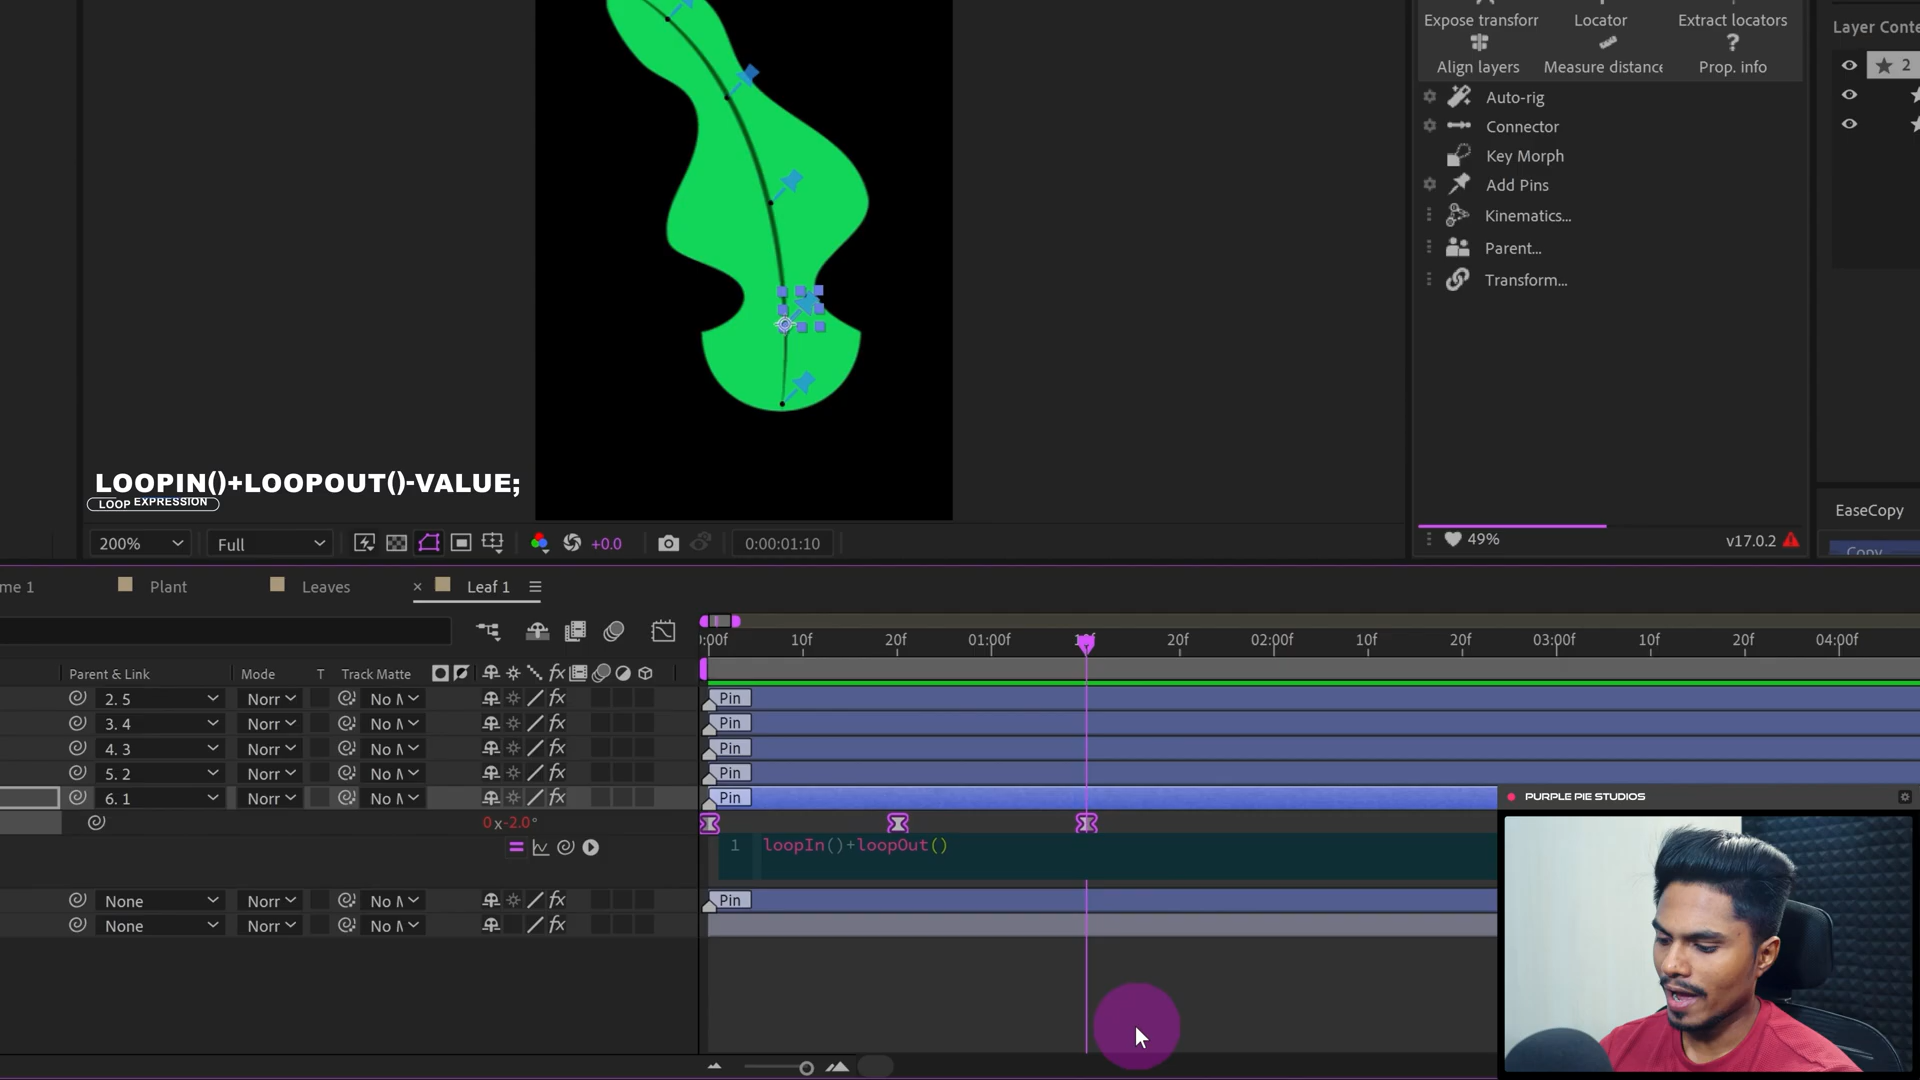 Expose transforr
Locator
Extract locators
Align layers
Measure distance
Prop. info
Auto-rig
Connector
Key Morph
Add Pins
Kinematics...
Parent...
Transform...
49%
v17.0.2
Layer Conte
2
EaseCopy
Copy
LOOPIN()+LOOPOUT()-VALUE;
LOOP EXPRESSION
200%
Full
+0.0
0:00:01:10
me 1
Plant
Leaves
× Leaf 1
:00f 10f 20f 01:00f 20f 02:00f 10f 20f 03:00f 10f 20f 04:00f
Parent & Link Mode T Track Matte
2. 5 Norr No M Pin
3. 4 Norr No M Pin
4. 3 Norr No M Pin
5. 2 Norr No M Pin
6. 1 Norr No M Pin
0 x -2.0°
1 loopIn()+loopOut()
None Norr No M Pin
None Norr No M
PURPLE PIE STUDIOS